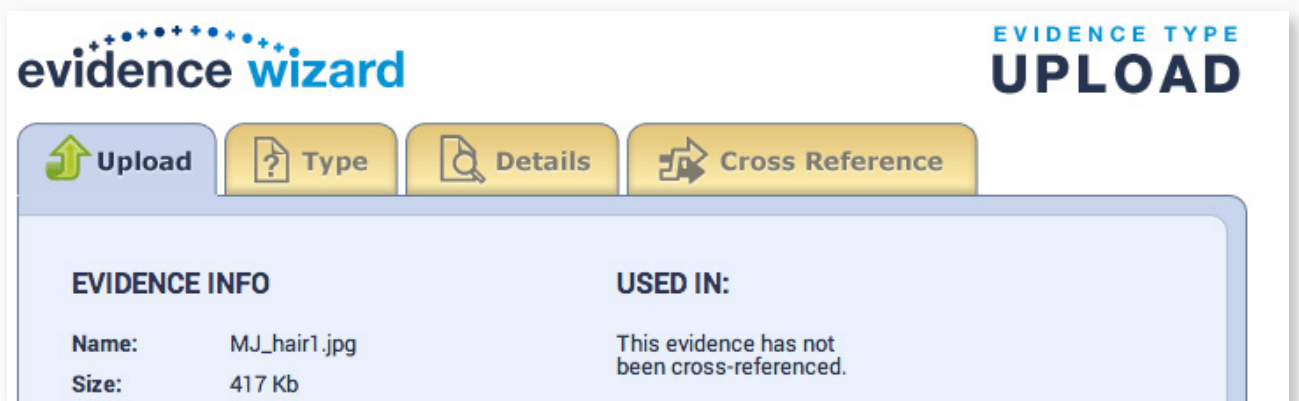 evidence wizard
EVIDENCE TYPE
UPLOAD
Upload
Type
Details
Cross Reference
EVIDENCE INFO
Name: MJ_hair1.jpg
Size: 417 Kb
USED IN:
This evidence has not
been cross-referenced.